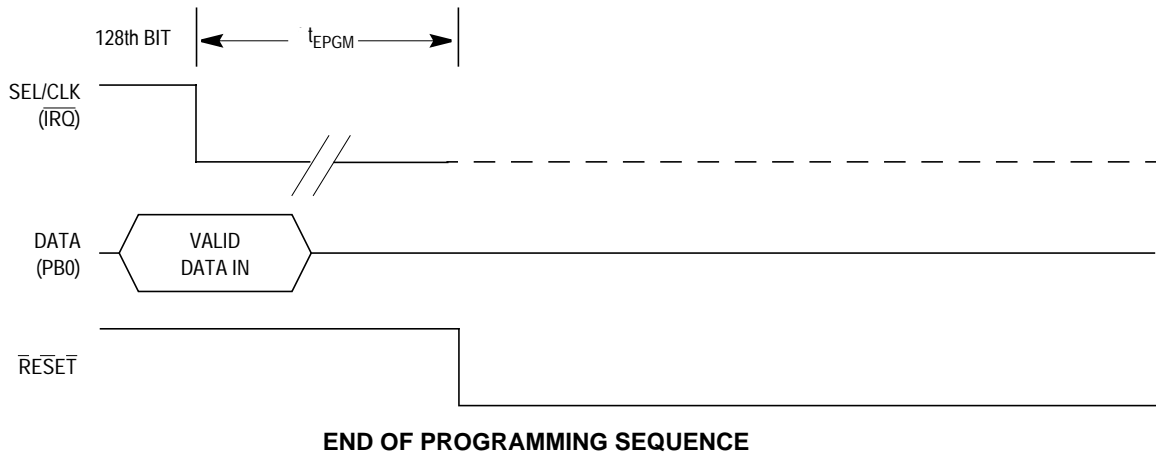 128th BIT
tEPGM
SEL/CLK
(IRQ)
DATA
(PB0)
VALID
DATA IN
RESET
END OF PROGRAMMING SEQUENCE